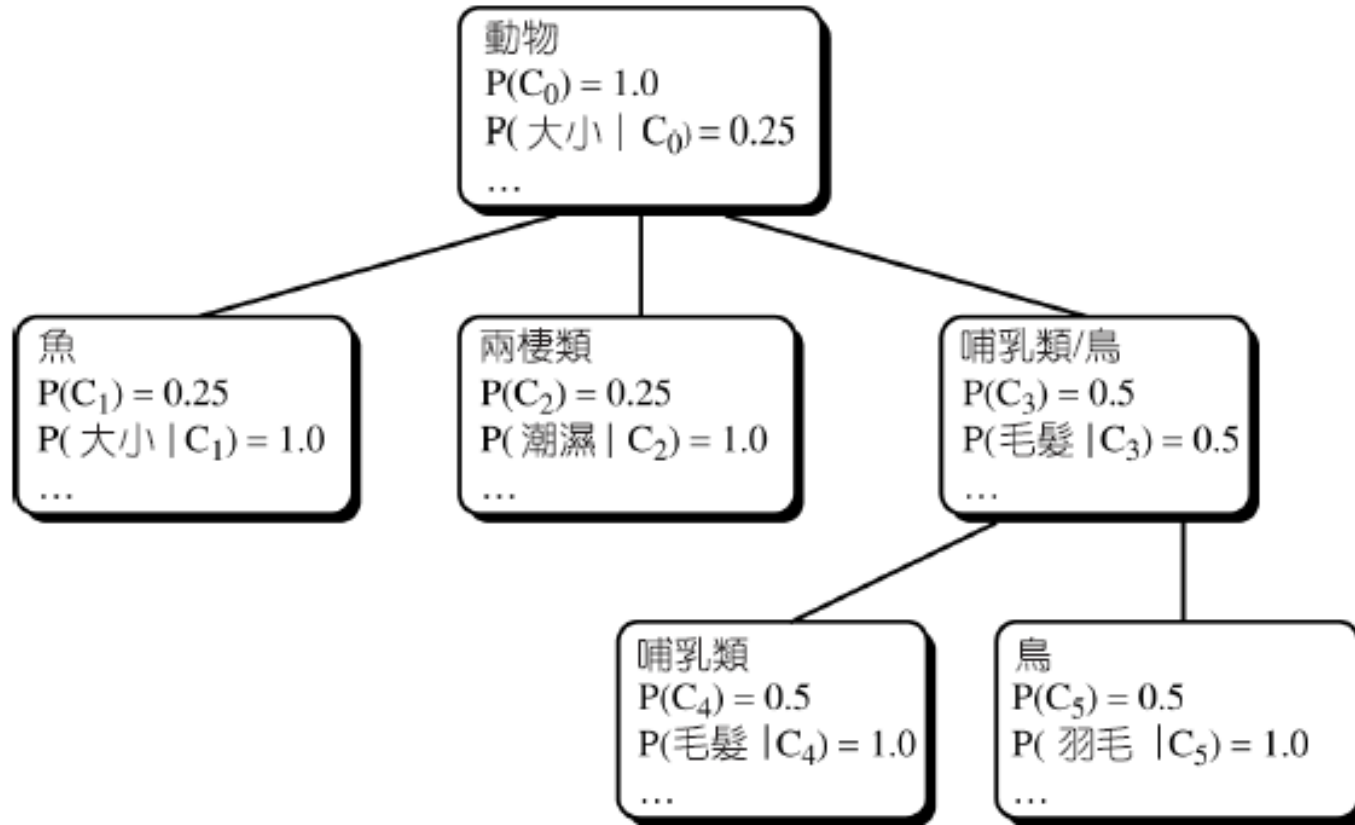 動物
P(C₀) = 1.0
P( 大小 | C₀) = 0.25
…
魚
P(C₁) = 0.25
P( 大小 | C₁) = 1.0
…
兩棲類
P(C₂) = 0.25
P( 潮濕 | C₂) = 1.0
…
哺乳類/鳥
P(C₃) = 0.5
P(毛髮 | C₃) = 0.5
…
哺乳類
P(C₄) = 0.5
P(毛髮 | C₄) = 1.0
…
鳥
P(C₅) = 0.5
P( 羽毛 | C₅) = 1.0
…